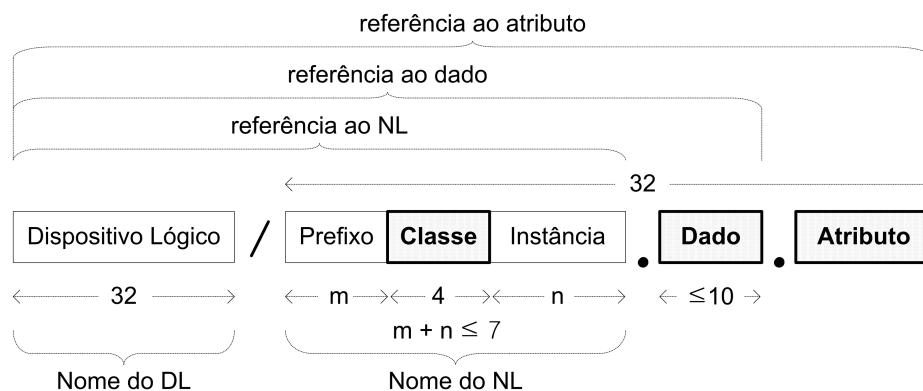 referência ao atributo
referência ao dado
referência ao NL
32
Dispositivo Lógico / Prefixo Classe Instância . Dado . Atributo
32 m 4 n ≤10
m + n ≤ 7
Nome do DL Nome do NL